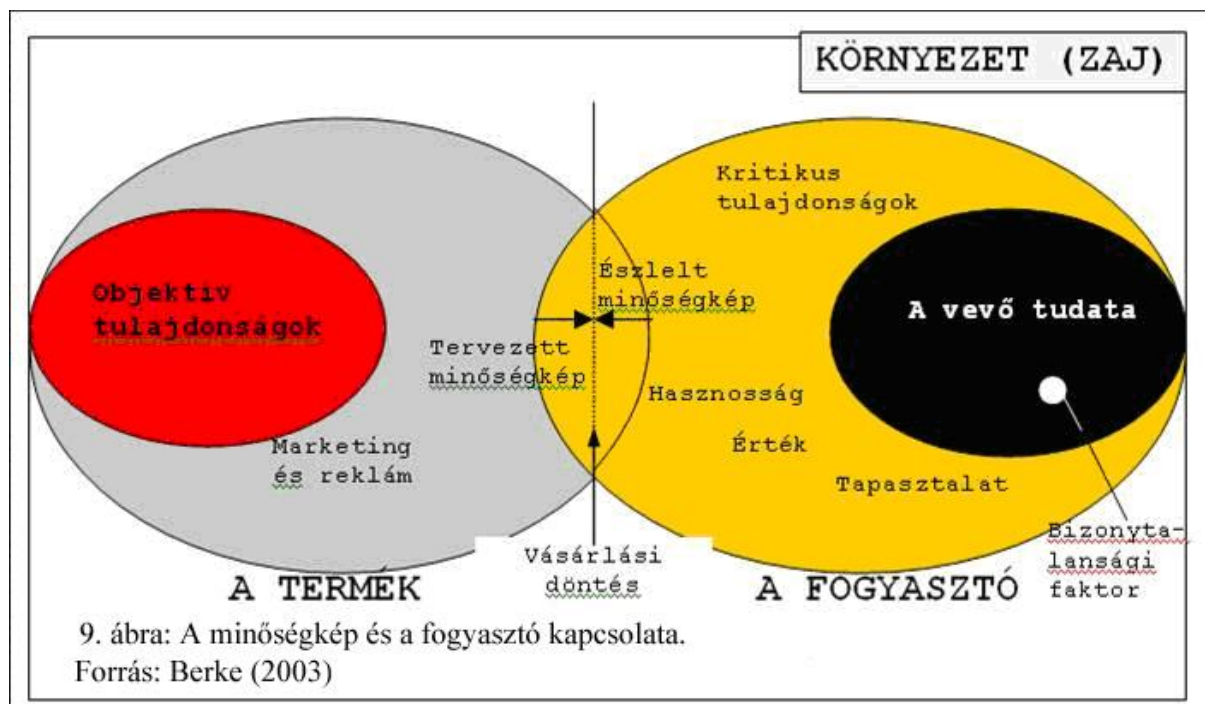 KÖRNYEZET (ZAJ)
Kritikus
tulajdonságok
Észlelt
minőségkép
Objektív
tulajdonságok
A vevő tudata
Tervezett
minőségkép
Hasznosság
Marketing
és reklám
Érték
Tapasztalat
Vásárlási
döntés
Bizonyta-
lansági
faktor
A TERMÉK
A FOGYASZTÓ
9. ábra: A minőségkép és a fogyasztó kapcsolata.
Forrás: Berke (2003)